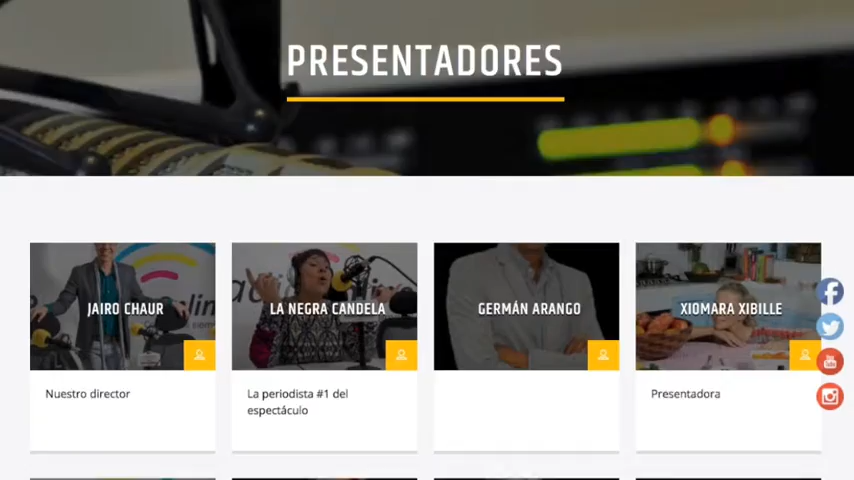 PRESENTADORES
JAIRO CHAUR
LA NEGRA CANDELA
GERMÁN ARANGO
XIOMARA XIBILLE
Nuestro director
La periodista #1 del
espectáculo
Presentadora